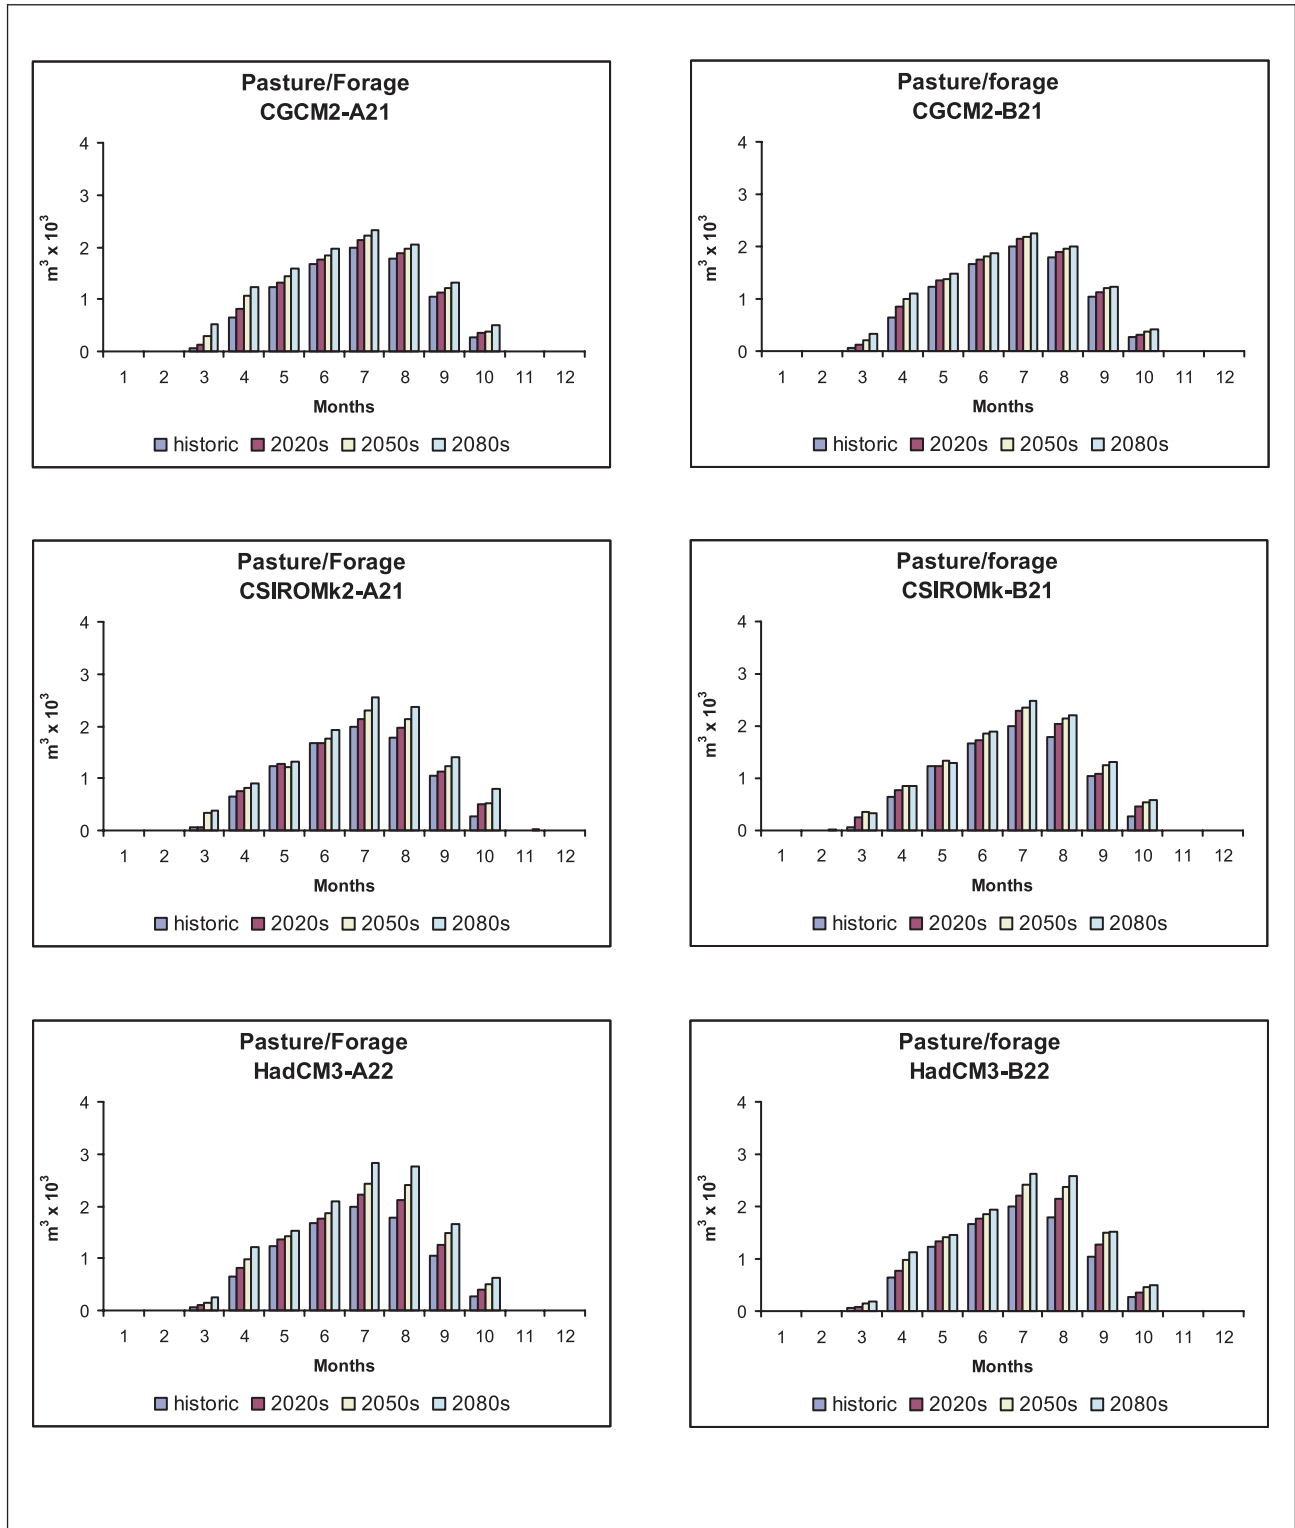 Pasture/Forage
CGCM2-A21
4
3
2
1
0
m³ x 10³
1 2 3 4 5 6 7 8 9 10 11 12
Months
historic 2020s 2050s 2080s
Pasture/forage
CGCM2-B21
4
3
2
1
0
m³ x 10³
1 2 3 4 5 6 7 8 9 10 11 12
Months
historic 2020s 2050s 2080s
Pasture/Forage
CSIROMk2-A21
4
3
2
1
0
m³ x 10³
1 2 3 4 5 6 7 8 9 10 11 12
Months
historic 2020s 2050s 2080s
Pasture/forage
CSIROMk-B21
4
3
2
1
0
m³ x 10³
1 2 3 4 5 6 7 8 9 10 11 12
Months
historic 2020s 2050s 2080s
Pasture/Forage
HadCM3-A22
4
3
2
1
0
m³ x 10³
1 2 3 4 5 6 7 8 9 10 11 12
Months
historic 2020s 2050s 2080s
Pasture/forage
HadCM3-B22
4
3
2
1
0
m³ x 10³
1 2 3 4 5 6 7 8 9 10 11 12
Months
historic 2020s 2050s 2080s